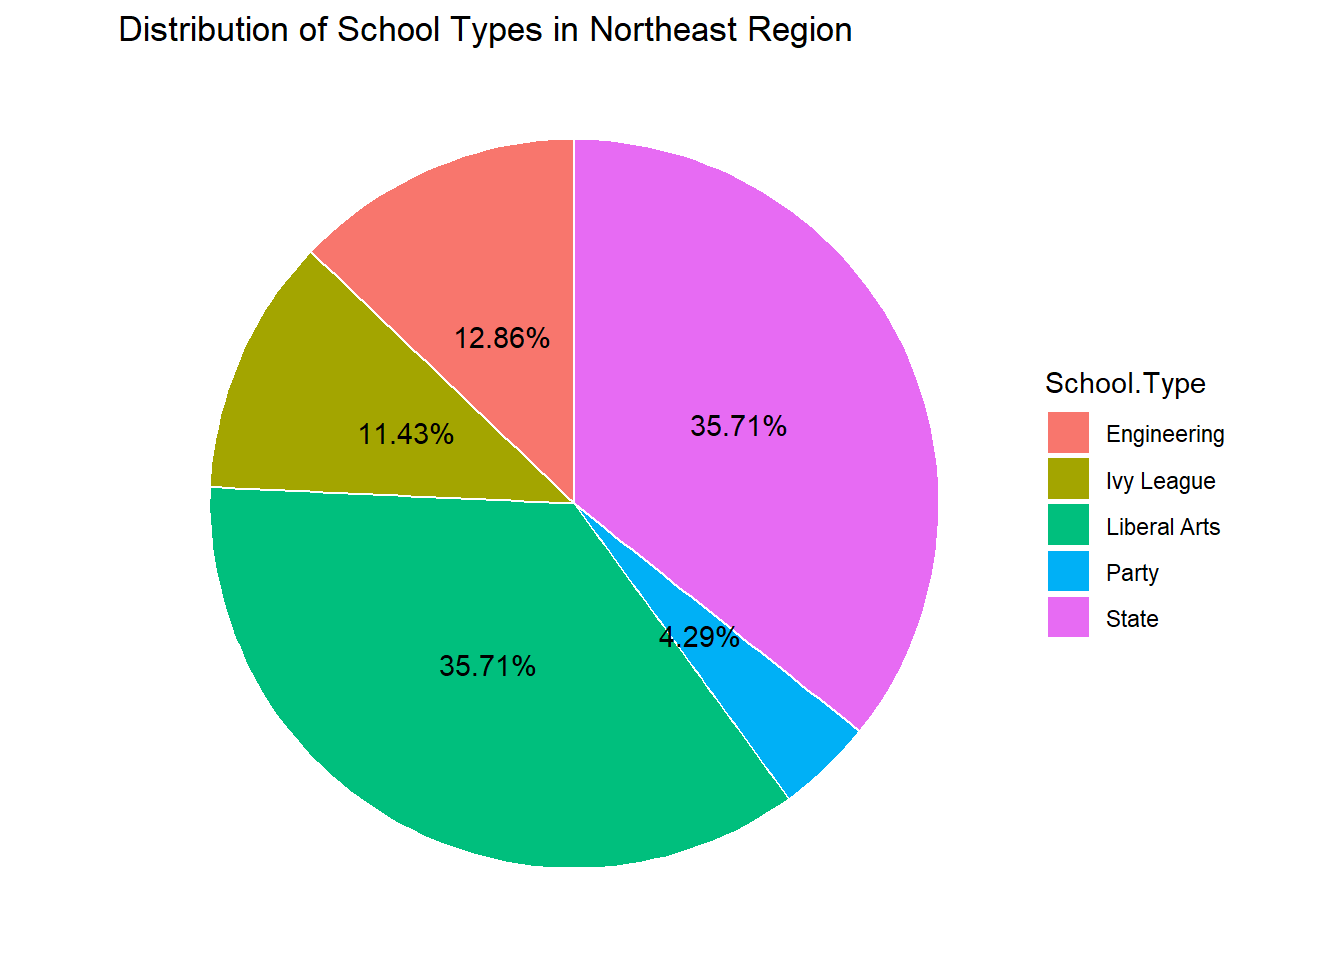 Distribution of School Types in Northeast Region
12.86%
35.71%
11.43%
4.29%
35.71%
School.Type
Engineering
Ivy League
Liberal Arts
Party
State